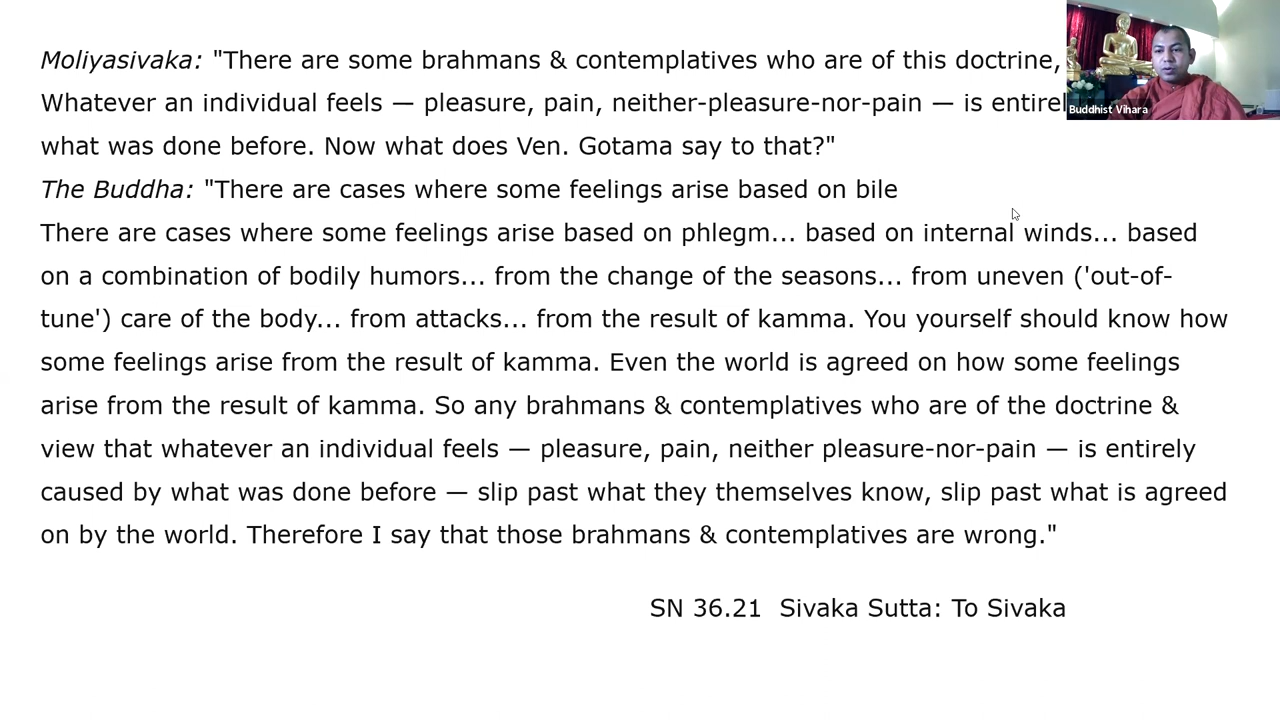 Moliyasivaka: "There are some brahmans & contemplatives who are of this doctrine,
Whatever an individual feels — pleasure, pain, neither-pleasure-nor-pain — is
what was done before. Now what does Ven. Gotama say to that?"
The Buddha: "There are cases where some feelings arise based on bile
There are cases where some feelings arise based on phlegm... based on internal winds... based
on a combination of bodily humors... from the change of the seasons... from uneven ('out-of-
tune') care of the body... from attacks... from the result of kamma. You yourself should know how
some feelings arise from the result of kamma. Even the world is agreed on how some feelings
arise from the result of kamma. So any brahmans & contemplatives who are of the doctrine &
view that whatever an individual feels — pleasure, pain, neither pleasure-nor-pain — is entirely
caused by what was done before — slip past what they themselves know, slip past what is agreed
on by the world. Therefore I say that those brahmans & contemplatives are wrong."
SN 36.21 Sivaka Sutta: To Sivaka
Buddhist Vihara